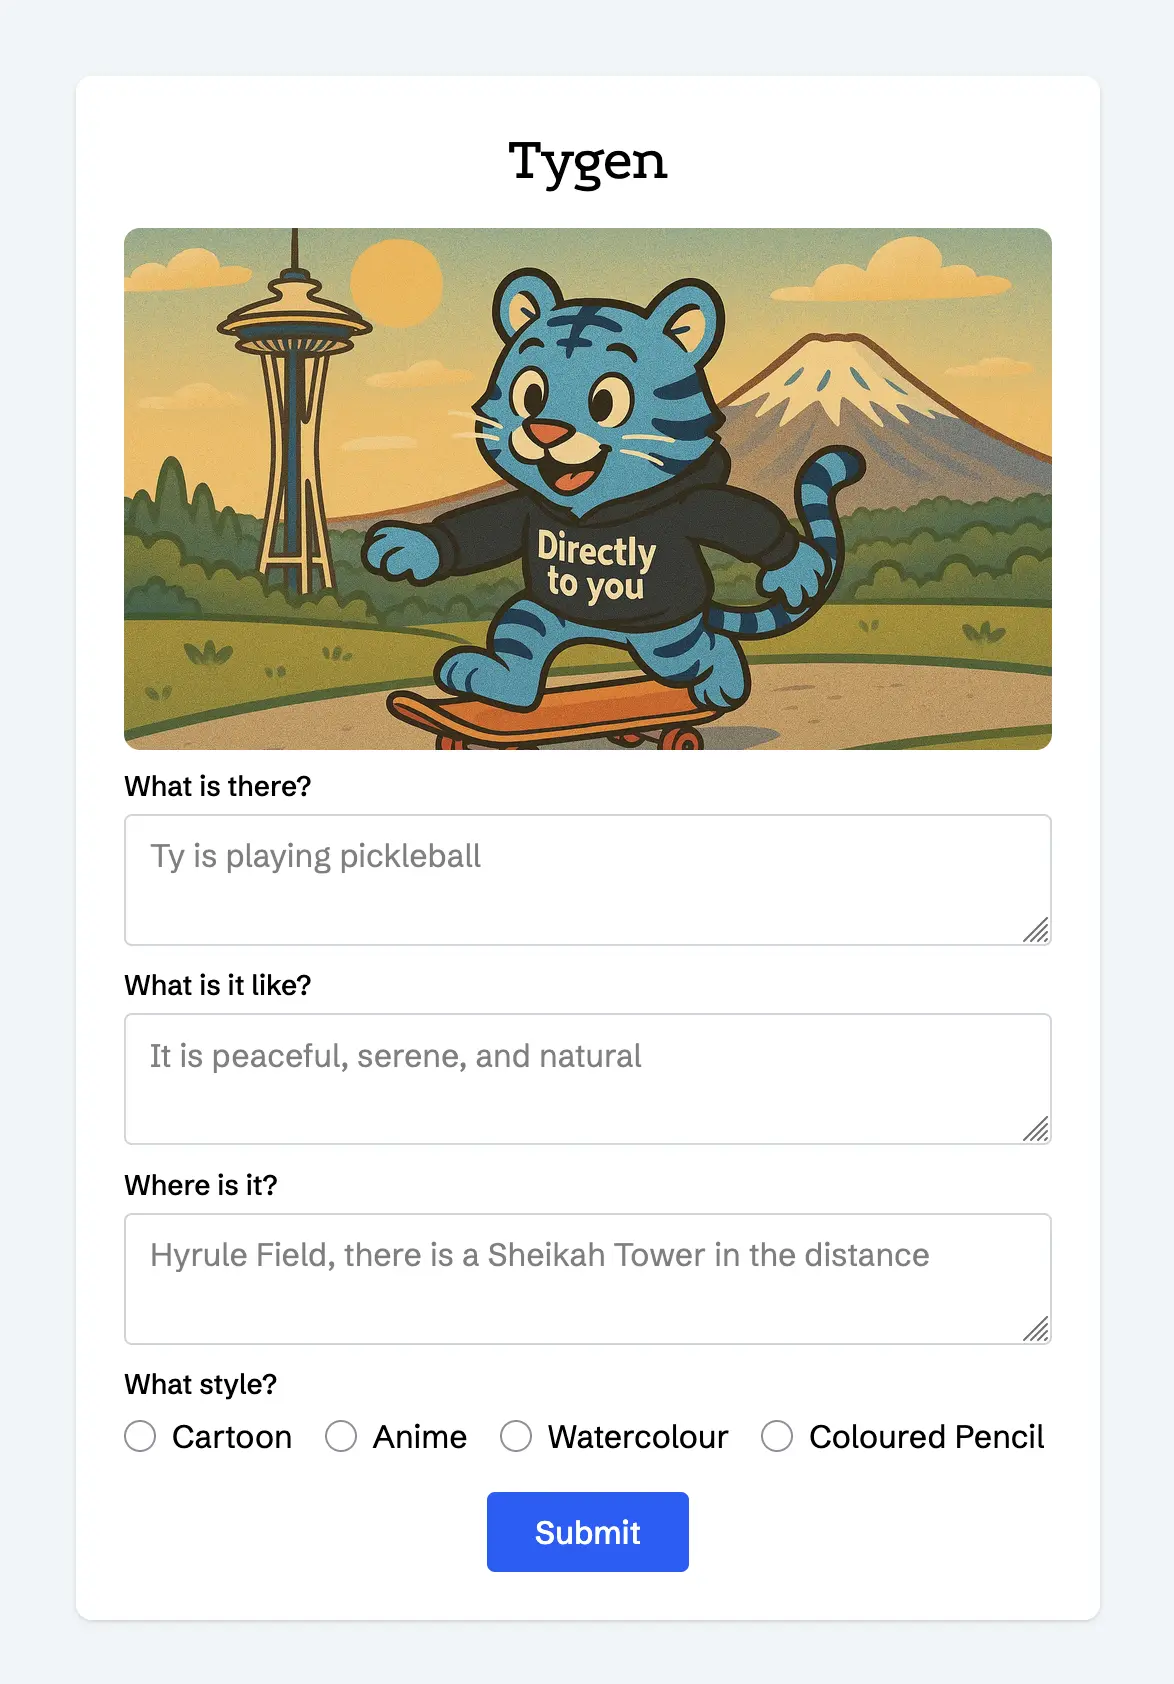 Tygen
Directly
to you
What is there?
Ty is playing pickleball
What is it like?
It is peaceful, serene, and natural
Where is it?
Hyrule Field, there is a Sheikah Tower in the distance
What style?
Cartoon Anime Watercolour Coloured Pencil
Submit